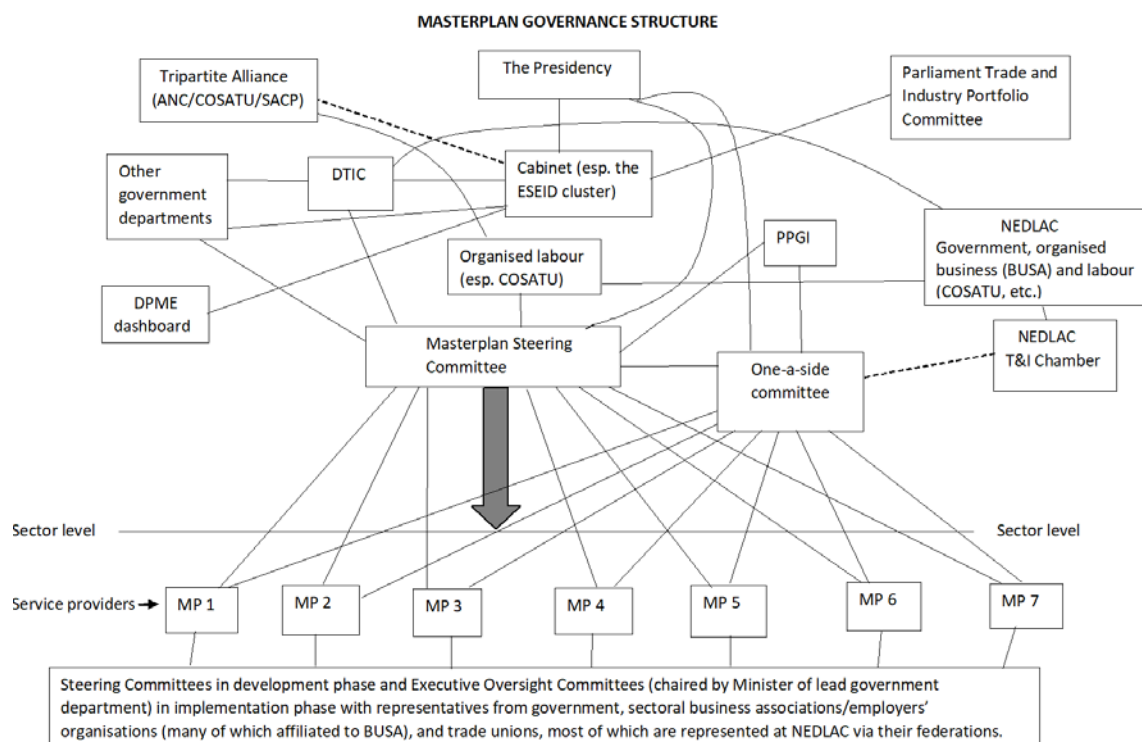 MASTERPLAN GOVERNANCE STRUCTURE
Tripartite Alliance
(ANC/COSATU/SACP)
The Presidency
Parliament Trade and
Industry Portfolio
Committee
Other
government
departments
DTIC
Cabinet (esp. the
ESEID cluster)
Organised labour
(esp. COSATU)
PPGI
NEDLAC
Government, organised
business (BUSA) and labour
(COSATU, etc.)
DPME
dashboard
Masterplan Steering
Committee
One-a-side
committee
NEDLAC
T&I Chamber
Sector level
Sector level
Service providers
MP 1
MP 2
MP 3
MP 4
MP 5
MP 6
MP 7
Steering Committees in development phase and Executive Oversight Committees (chaired by Minister of lead government
department) in implementation phase with representatives from government, sectoral business associations/employers’
organisations (many of which affiliated to BUSA), and trade unions, most of which are represented at NEDLAC via their federations.